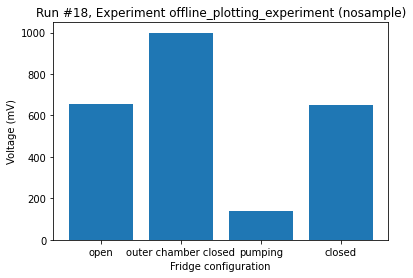 Run #18, Experiment offline_plotting_experiment (nosample)
1000
800
600
400
200
0
Voltage (mV)
open outer chamber closed pumping closed
Fridge configuration